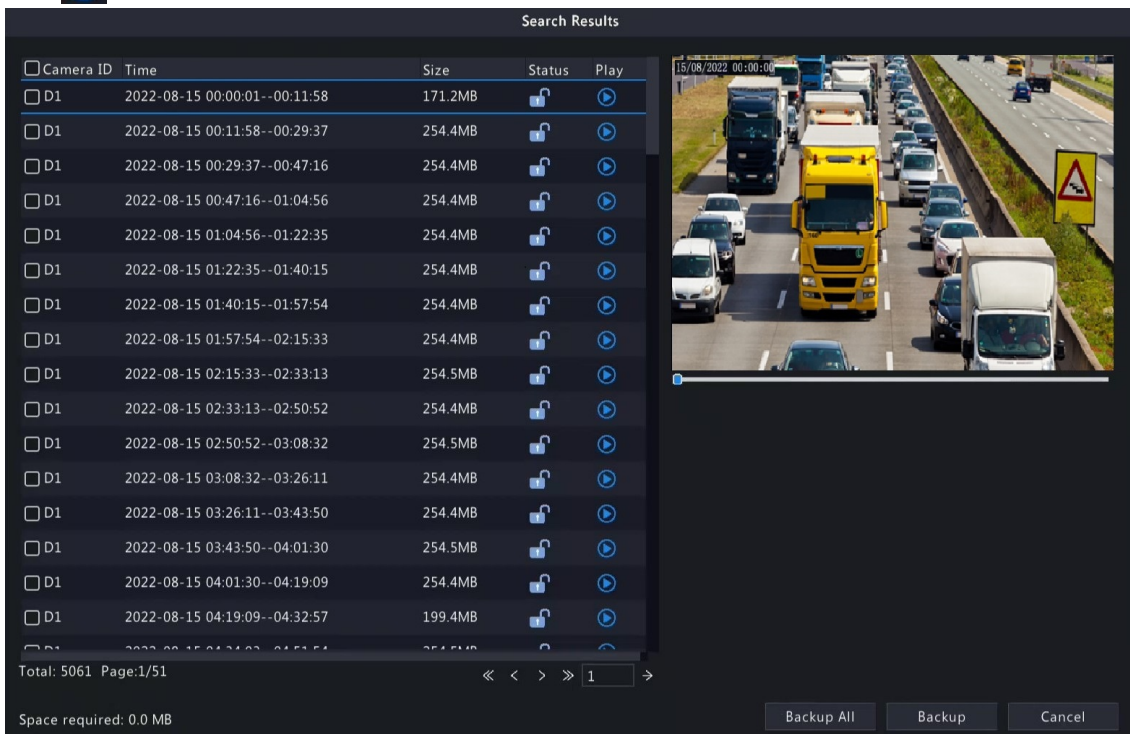 Search Results
Camera ID Time Size Status Play
D1 2022-08-15 00:00:01--00:11:58 171.2MB
D1 2022-08-15 00:11:58--00:29:37 254.4MB
D1 2022-08-15 00:29:37--00:47:16 254.4MB
D1 2022-08-15 00:47:16--01:04:56 254.4MB
D1 2022-08-15 01:04:56--01:22:35 254.4MB
D1 2022-08-15 01:22:35--01:40:15 254.4MB
D1 2022-08-15 01:40:15--01:57:54 254.4MB
D1 2022-08-15 01:57:54--02:15:33 254.4MB
D1 2022-08-15 02:15:33--02:33:13 254.5MB
D1 2022-08-15 02:33:13--02:50:52 254.4MB
D1 2022-08-15 02:50:52--03:08:32 254.5MB
D1 2022-08-15 03:08:32--03:26:11 254.4MB
D1 2022-08-15 03:26:11--03:43:50 254.4MB
D1 2022-08-15 03:43:50--04:01:30 254.5MB
D1 2022-08-15 04:01:30--04:19:09 254.4MB
D1 2022-08-15 04:19:09--04:32:57 199.4MB
15/08/2022 00:00:00
Total: 5061 Page:1/51
1
Space required: 0.0 MB
Backup All Backup Cancel